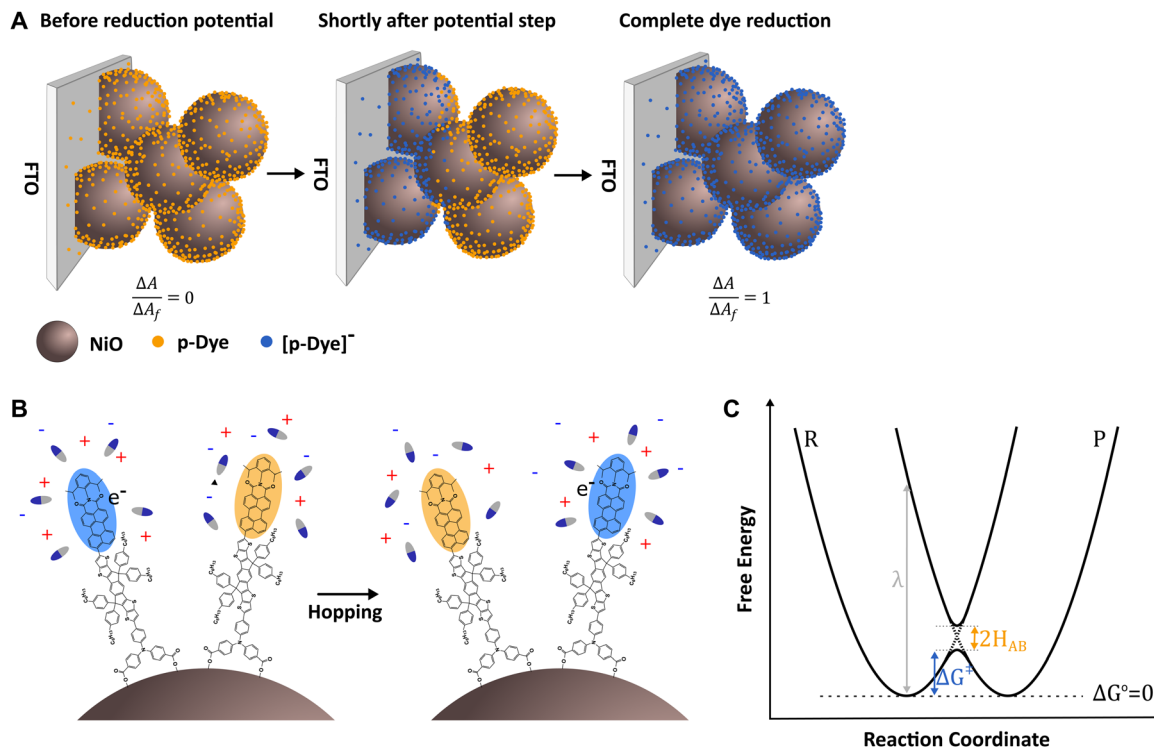 A
Before reduction potential
Shortly after potential step
Complete dye reduction
FTO
FTO
FTO
ΔA/ΔA_f = 0
ΔA/ΔA_f = 1
NiO
p-Dye
[p-Dye]⁻
B
e⁻
Hopping
e⁻
C
Free Energy
R
P
λ
2H_AB
ΔG‡
ΔG°=0
Reaction Coordinate